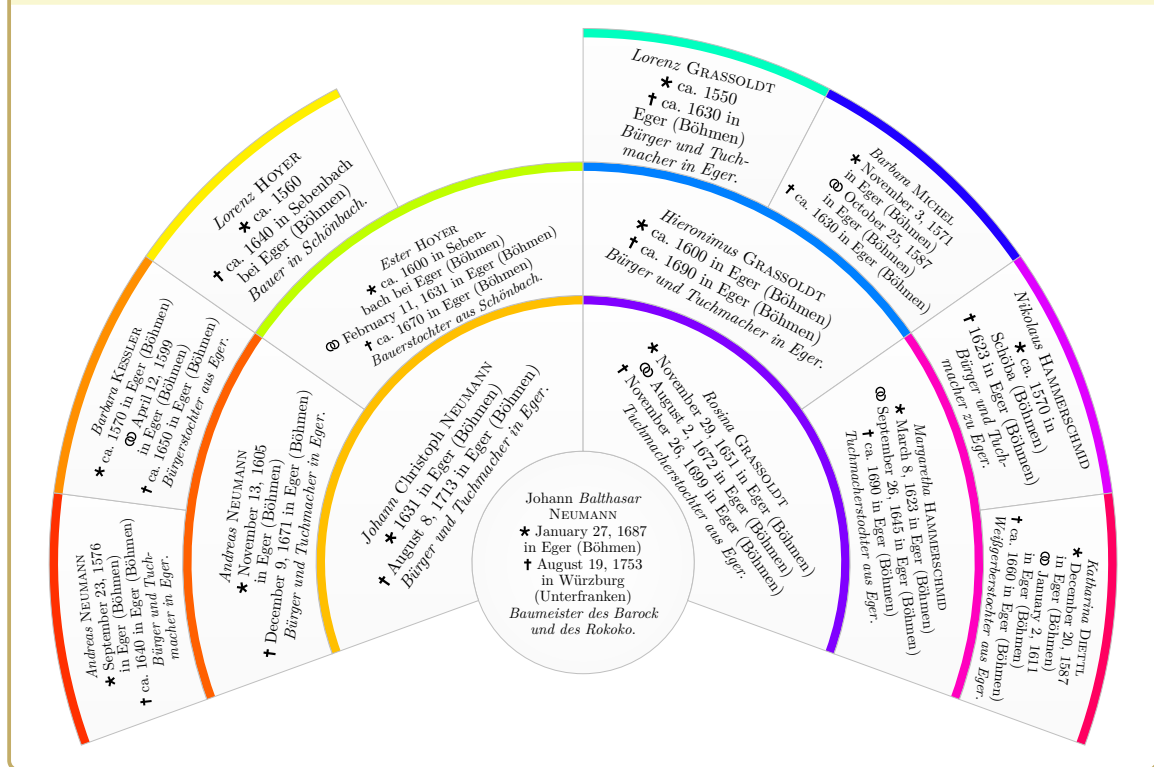 Lorenz GRASSOLDT
★ ca. 1550
✝ ca. 1630 in
Eger (Böhmen)
Bürger und Tuch-
macher in Eger.
Barbara MICHEL
★ November 3, 1571
in Eger (Böhmen)
⚭ October 25, 1587
in Eger (Böhmen)
✝ ca. 1630 in Eger (Böhmen)
Lorenz HOYER
★ ca. 1560
✝ ca. 1640 in Sebenbach
bei Eger (Böhmen)
Bauer in Schönbach.
Ester HOYER
★ ca. 1600 in Seben-
bach bei Eger (Böhmen)
⚭ February 11, 1631 in Eger (Böhmen)
✝ ca. 1670 in Eger (Böhmen)
Bauerstochter aus Schönbach.
Hieronimus GRASSOLDT
★ ca. 1600 in Eger (Böhmen)
✝ ca. 1690 in Eger (Böhmen)
Bürger und Tuchmacher in Eger.
Nikolaus HAMMERSCHMID
★ ca. 1570 in
Schöba (Böhmen)
✝ 1623 in Eger (Böhmen)
Bürger und Tuch-
macher zu Eger.
Barbara KESSLER
★ ca. 1570 in Eger (Böhmen)
⚭ April 12, 1599
in Eger (Böhmen)
✝ ca. 1650 in Eger (Böhmen)
Bürgerstochter aus Eger.
Andreas NEUMANN
★ November 13, 1605
in Eger (Böhmen)
✝ December 9, 1671 in Eger (Böhmen)
Bürger und Tuchmacher in Eger.
Johann Christoph NEUMANN
★ 1631 in Eger (Böhmen)
✝ August 8, 1713 in Eger (Böhmen)
Bürger und Tuchmacher in Eger.
Rosina GRASSOLDT
★ November 29, 1651 in Eger (Böhmen)
⚭ August 2, 1672 in Eger (Böhmen)
✝ November 26, 1699 in Eger (Böhmen)
Tuchmacherstochter aus Eger.
Margaretha HAMMERSCHMID
★ March 8, 1623 in Eger (Böhmen)
⚭ September 26, 1645 in Eger (Böhmen)
✝ ca. 1690 in Eger (Böhmen)
Tuchmacherstochter aus Eger.
Andreas NEUMANN
★ September 23, 1576
in Eger (Böhmen)
✝ ca. 1640 in Eger (Böhmen)
Bürger und Tuch-
macher in Eger.
Johann Balthasar
NEUMANN
★ January 27, 1687
in Eger (Böhmen)
✝ August 19, 1753
in Würzburg
(Unterfranken)
Baumeister des Barock
und des Rokoko.
Katharina DIETTL
★ December 20, 1587
in Eger (Böhmen)
⚭ January 2, 1611
in Eger (Böhmen)
✝ ca. 1660 in Eger (Böhmen)
Weißgerberstochter aus Eger.